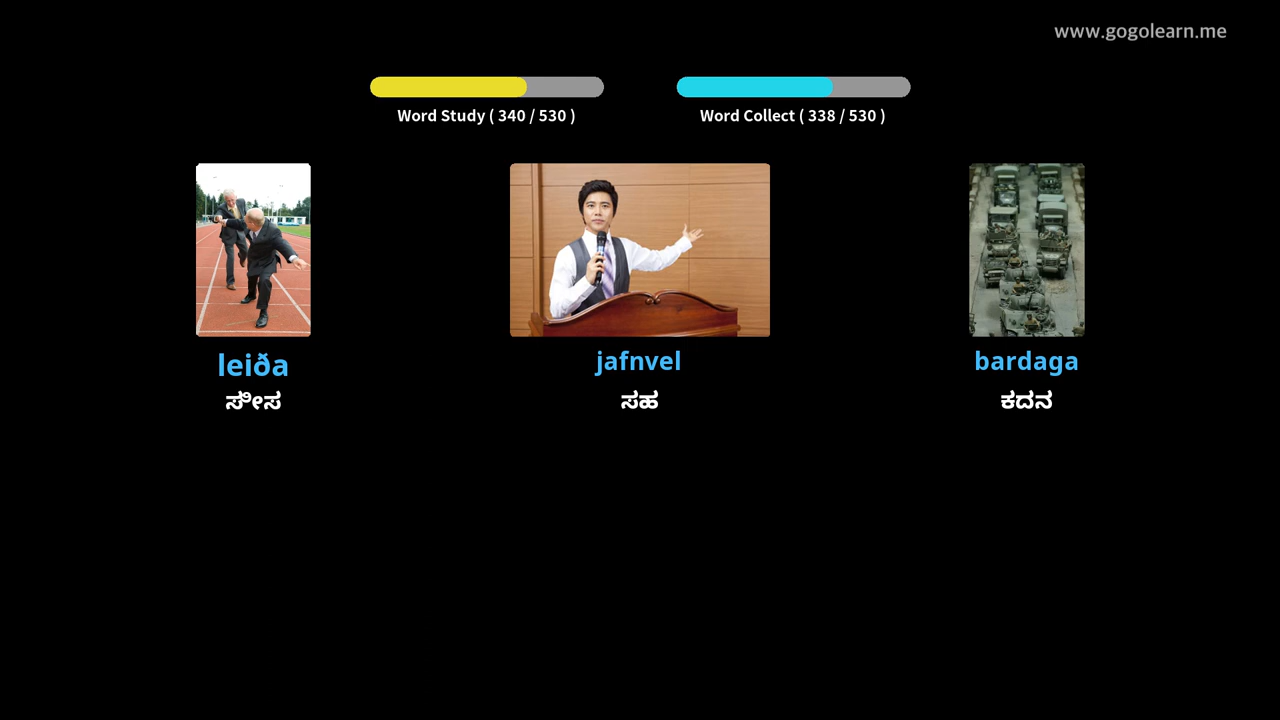 www.gogolearn.me
Word Study ( 340 / 530 )
Word Collect ( 338 / 530 )
leiða
jafnvel
bardaga
ಸೀಸ
ಸಹ
ಕದನ